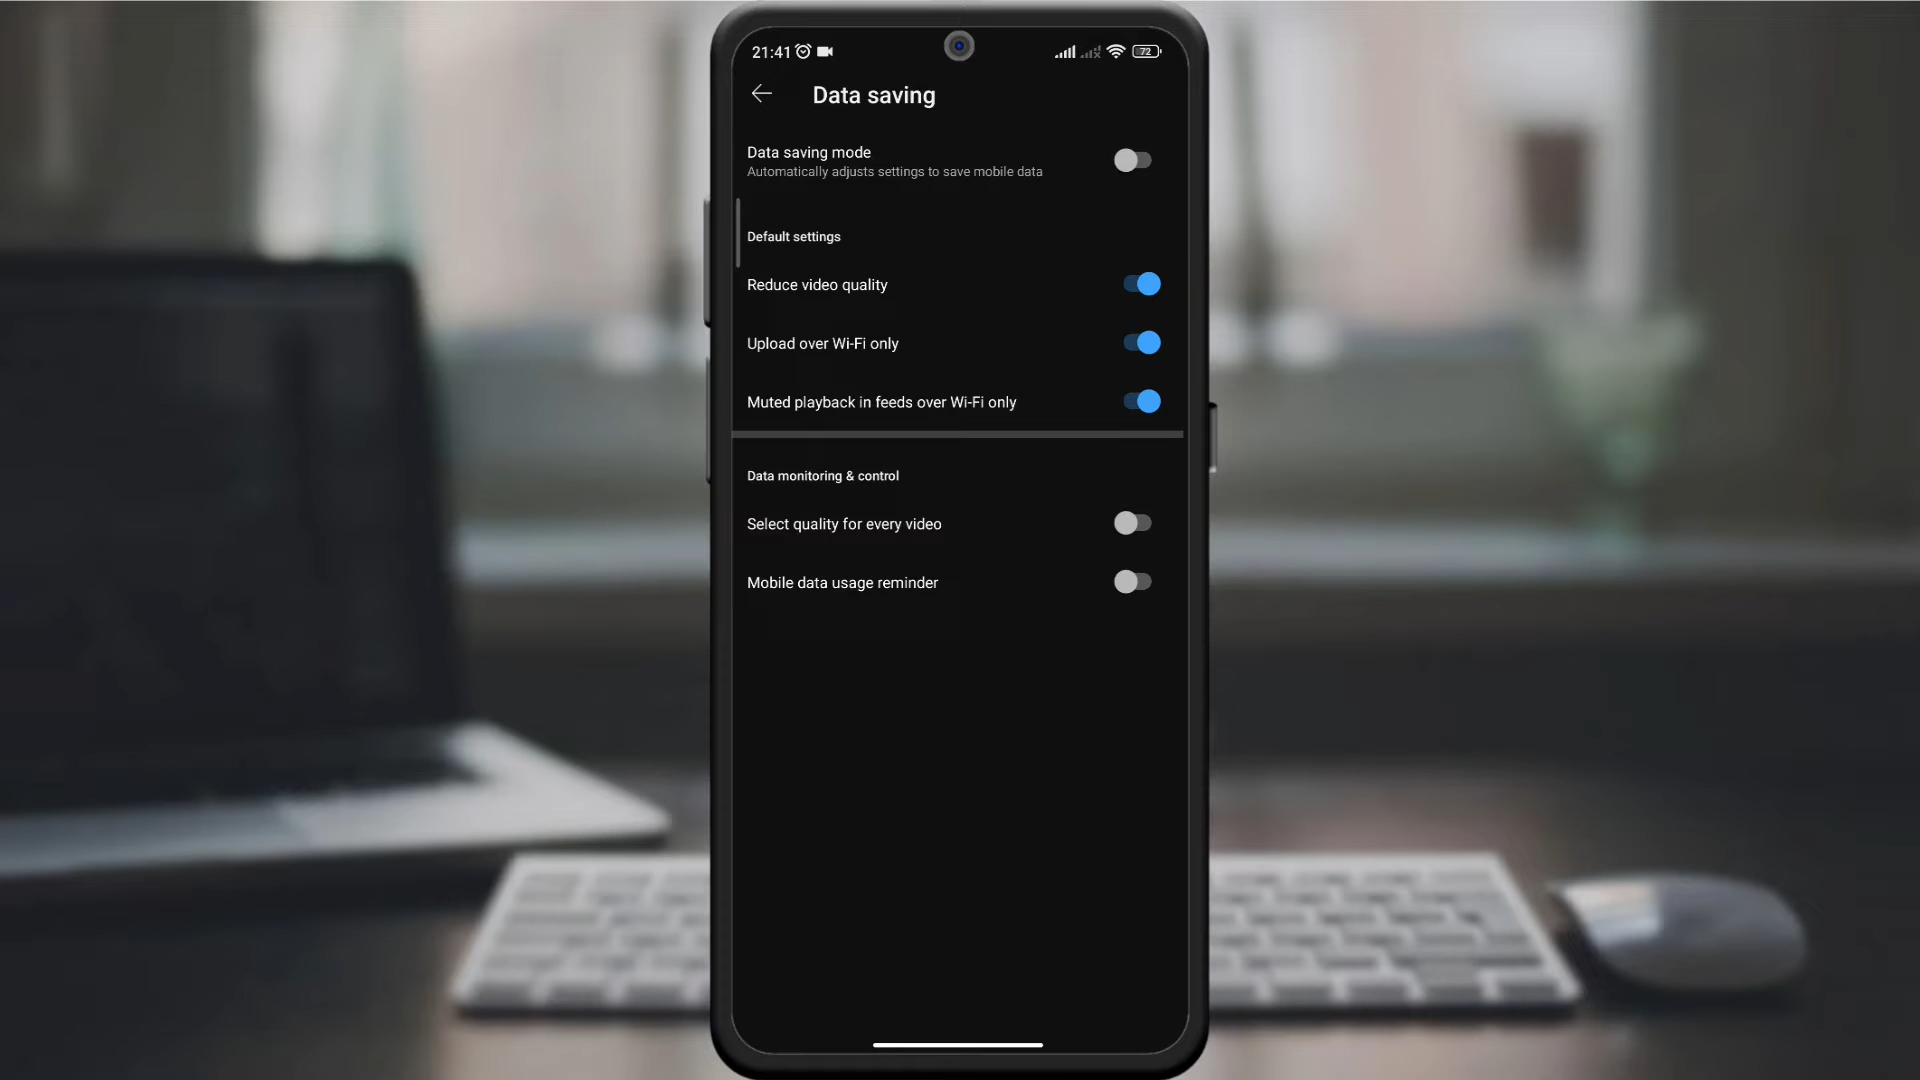 21:41
72
Data saving
Data saving mode
Automatically adjusts settings to save mobile data
Default settings
Reduce video quality
Upload over Wi-Fi only
Muted playback in feeds over Wi-Fi only
Data monitoring & control
Select quality for every video
Mobile data usage reminder